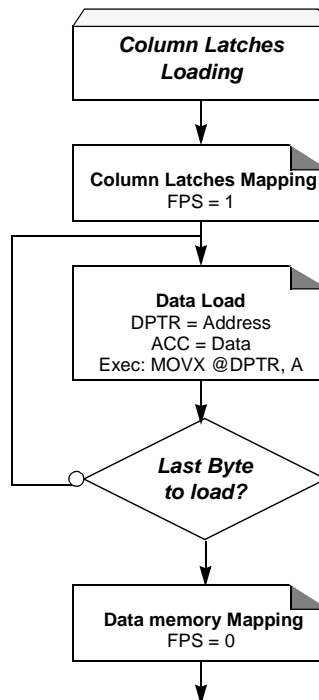 Column Latches
Loading
Column Latches Mapping
FPS = 1
Data Load
DPTR = Address
ACC = Data
Exec: MOVX @DPTR, A
Last Byte
to load?
Data memory Mapping
FPS = 0